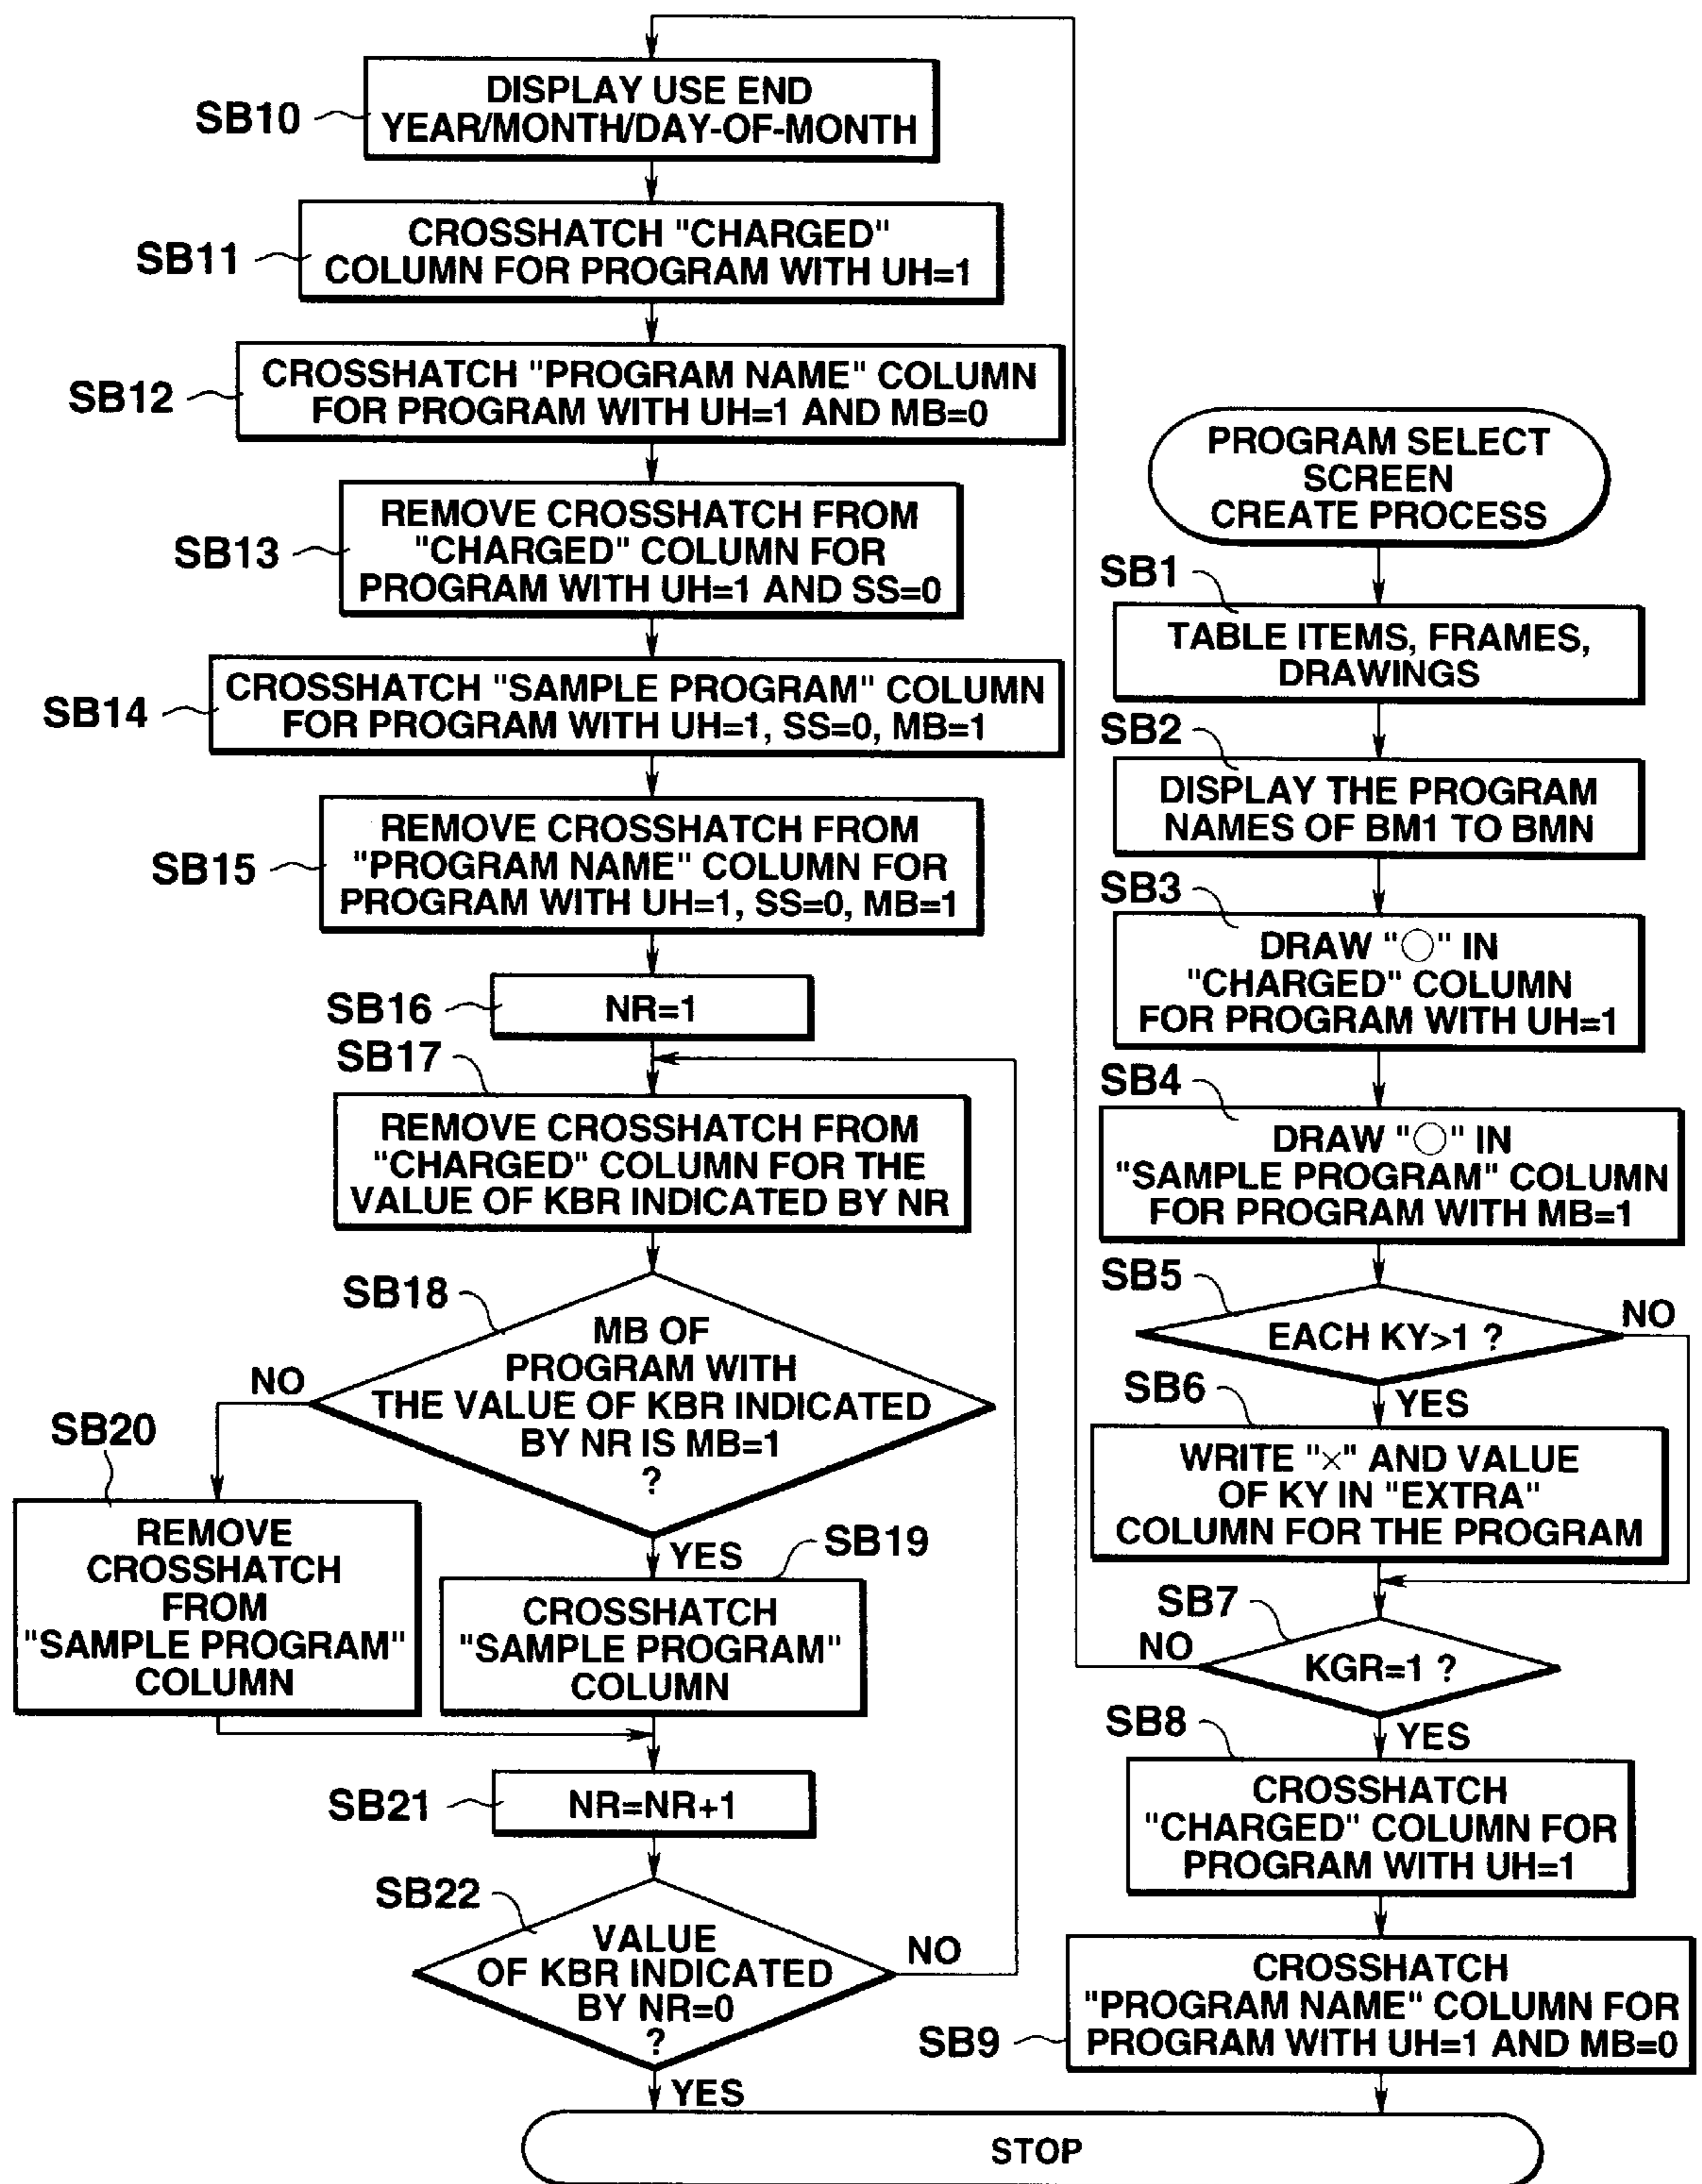 PROGRAM SELECT
SCREEN
CREATE PROCESS
SB1
TABLE ITEMS, FRAMES,
DRAWINGS
SB2
DISPLAY THE PROGRAM
NAMES OF BM1 TO BMN
SB3
DRAW "○" IN
"CHARGED" COLUMN
FOR PROGRAM WITH UH=1
SB4
DRAW "○" IN
"SAMPLE PROGRAM" COLUMN
FOR PROGRAM WITH MB=1
SB5
EACH KY>1 ?
NO
YES
SB6
WRITE "×" AND VALUE
OF KY IN "EXTRA"
COLUMN FOR THE PROGRAM
SB7
KGR=1 ?
NO
YES
SB8
CROSSHATCH
"CHARGED" COLUMN FOR
PROGRAM WITH UH=1
SB9
CROSSHATCH
"PROGRAM NAME" COLUMN FOR
PROGRAM WITH UH=1 AND MB=0
SB10
DISPLAY USE END
YEAR/MONTH/DAY-OF-MONTH
SB11
CROSSHATCH "CHARGED"
COLUMN FOR PROGRAM WITH UH=1
SB12
CROSSHATCH "PROGRAM NAME" COLUMN
FOR PROGRAM WITH UH=1 AND MB=0
SB13
REMOVE CROSSHATCH FROM
"CHARGED" COLUMN FOR
PROGRAM WITH UH=1 AND SS=0
SB14
CROSSHATCH "SAMPLE PROGRAM" COLUMN
FOR PROGRAM WITH UH=1, SS=0, MB=1
SB15
REMOVE CROSSHATCH FROM
"PROGRAM NAME" COLUMN FOR
PROGRAM WITH UH=1, SS=0, MB=1
SB16
NR=1
SB17
REMOVE CROSSHATCH FROM
"CHARGED" COLUMN FOR THE
VALUE OF KBR INDICATED BY NR
SB18
MB OF
PROGRAM WITH
THE VALUE OF KBR INDICATED
BY NR IS MB=1
?
NO
YES
SB20
REMOVE
CROSSHATCH
FROM
"SAMPLE PROGRAM"
COLUMN
SB19
CROSSHATCH
"SAMPLE PROGRAM"
COLUMN
SB21
NR=NR+1
SB22
VALUE
OF KBR INDICATED
BY NR=0
?
NO
YES
STOP